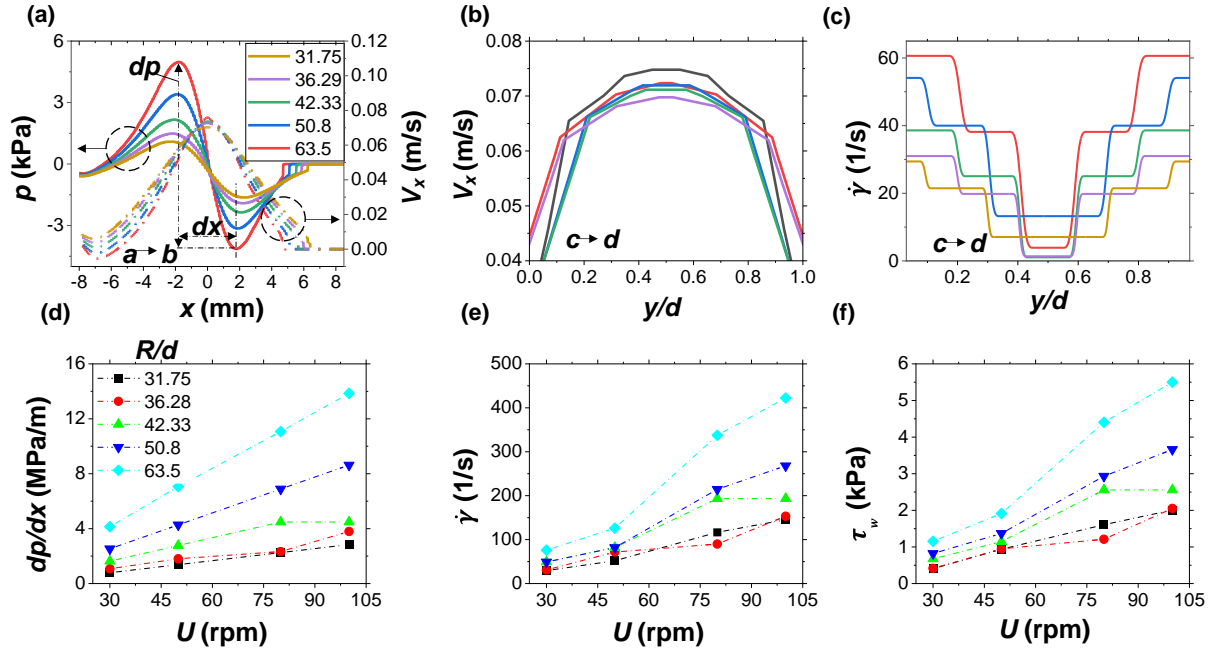 (a)
p (kPa)
6
3
0
-3
-8 -6 -4 -2 0 2 4 6 8
x (mm)
0.12
0.09
0.06
0.03
0.00
V_x (m/s)
dp
dx
a→b
31.75
36.29
42.33
50.8
63.5
(b)
V_x (m/s)
0.08
0.07
0.06
0.05
0.04
0.0 0.2 0.4 0.6 0.8 1.0
y/d
c→d
(c)
γ̇ (1/s)
60
40
20
0
0.2 0.4 0.6 0.8
y/d
c→d
(d)
dp/dx (MPa/m)
16
12
8
4
0
30 45 60 75 90 105
U (rpm)
R/d
31.75
36.28
42.33
50.8
63.5
(e)
γ̇ (1/s)
500
400
300
200
100
0
30 45 60 75 90 105
U (rpm)
(f)
τ_w (kPa)
6
5
4
3
2
1
0
30 45 60 75 90 105
U (rpm)